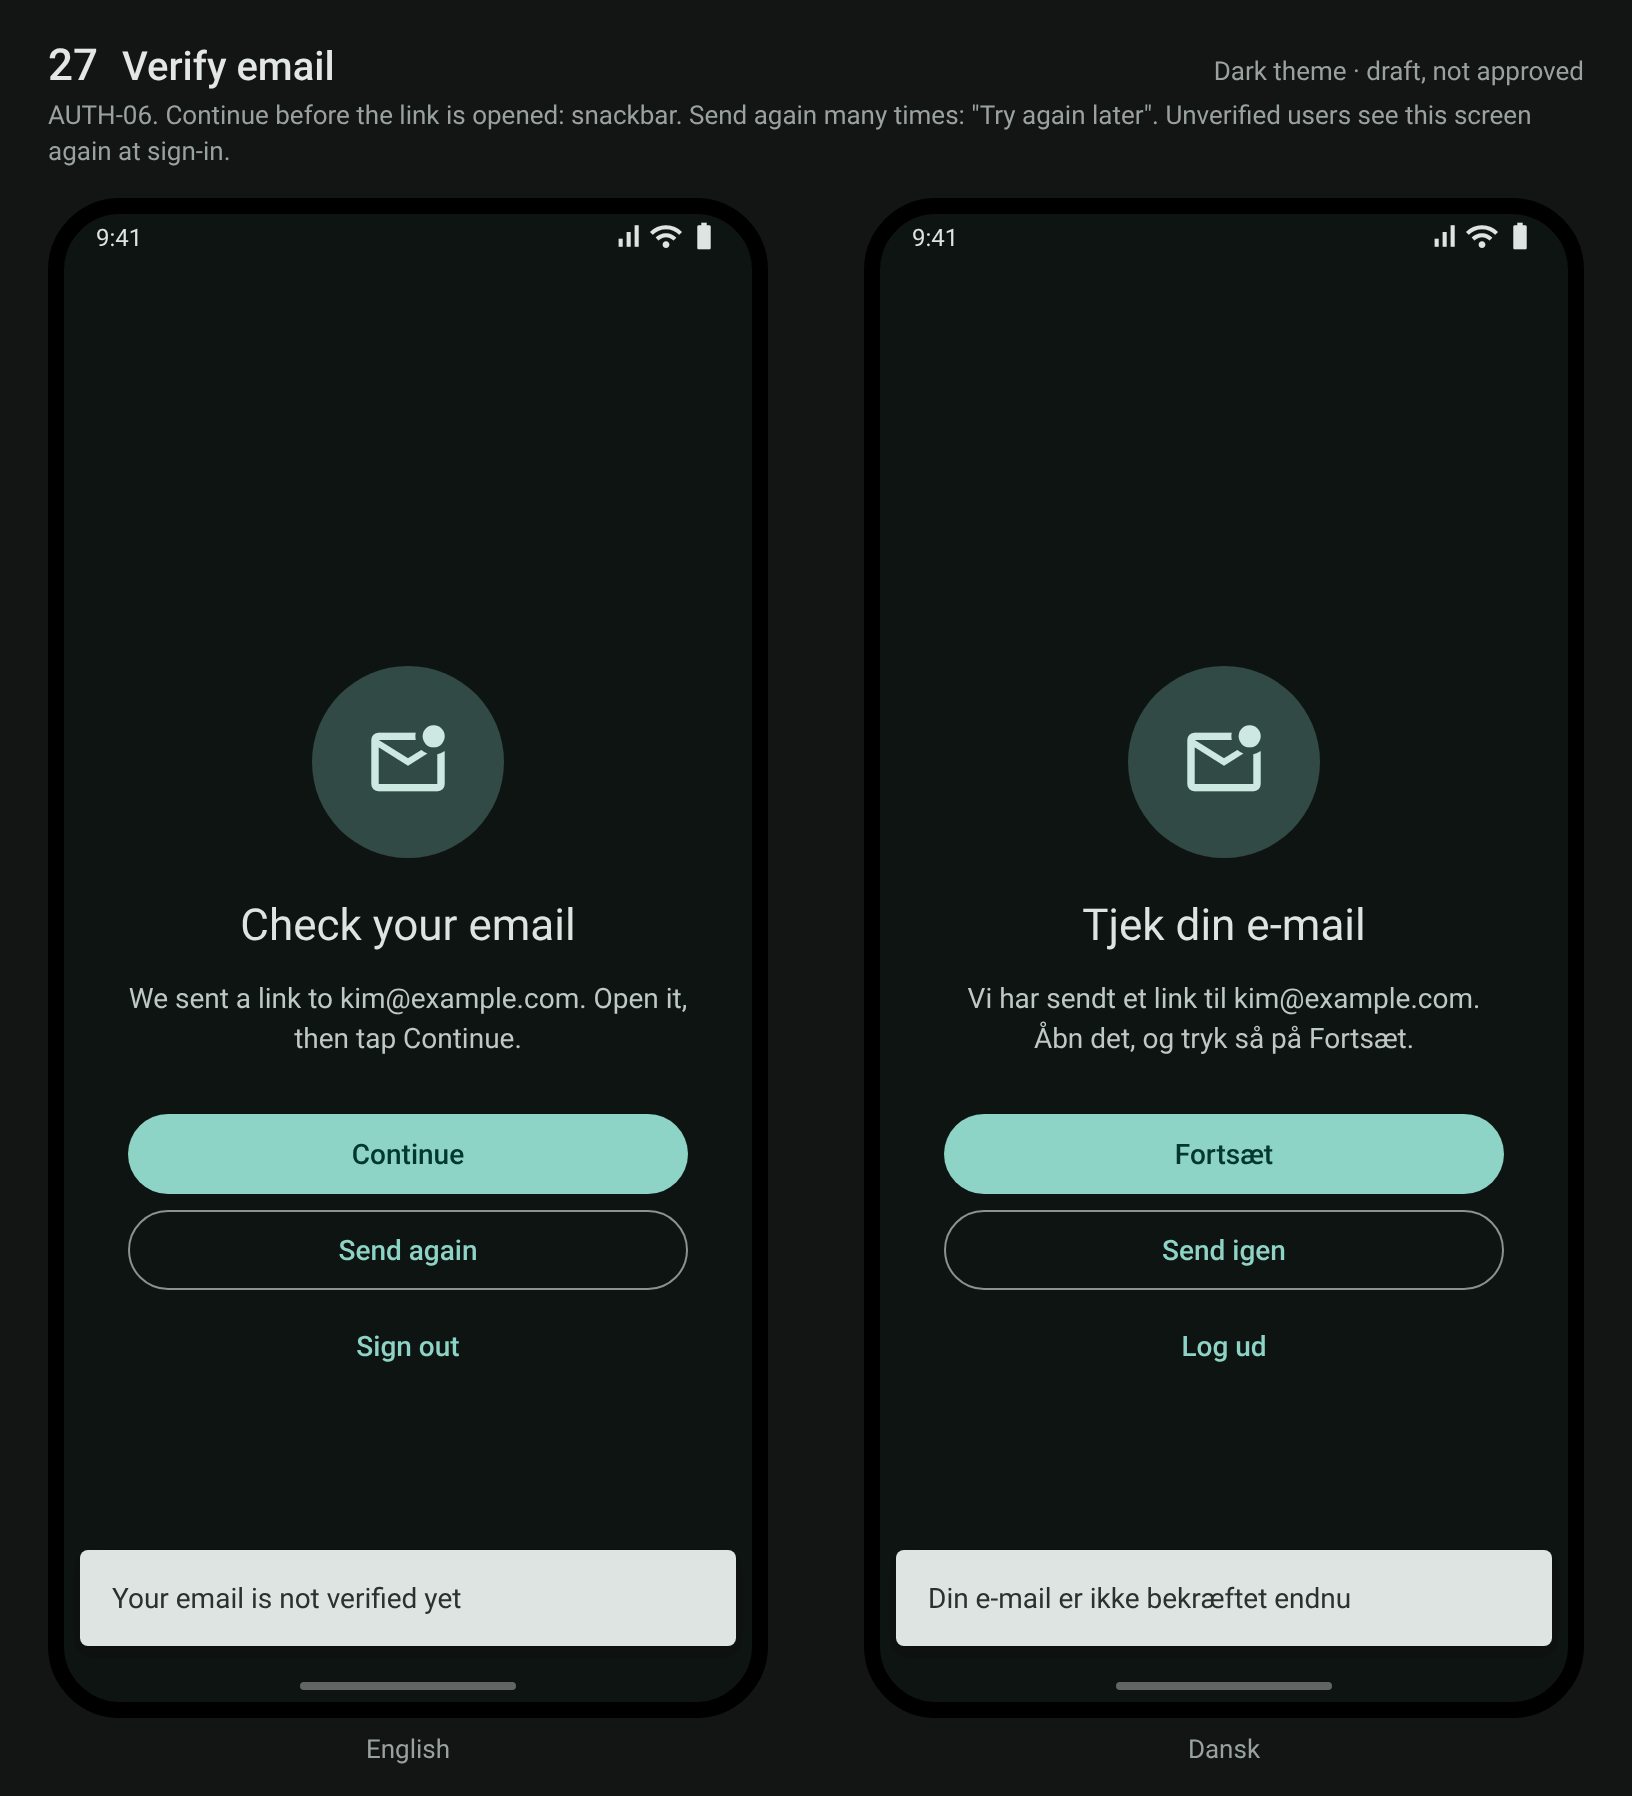 27 Verify email
Dark theme · draft, not approved
AUTH-06. Continue before the link is opened: snackbar. Send again many times: "Try again later". Unverified users see this screen
again at sign-in.
9:41
Check your email
We sent a link to kim@example.com. Open it,
then tap Continue.
Continue
Send again
Sign out
Your email is not verified yet
English
9:41
Tjek din e-mail
Vi har sendt et link til kim@example.com.
Åbn det, og tryk så på Fortsæt.
Fortsæt
Send igen
Log ud
Din e-mail er ikke bekræftet endnu
Dansk